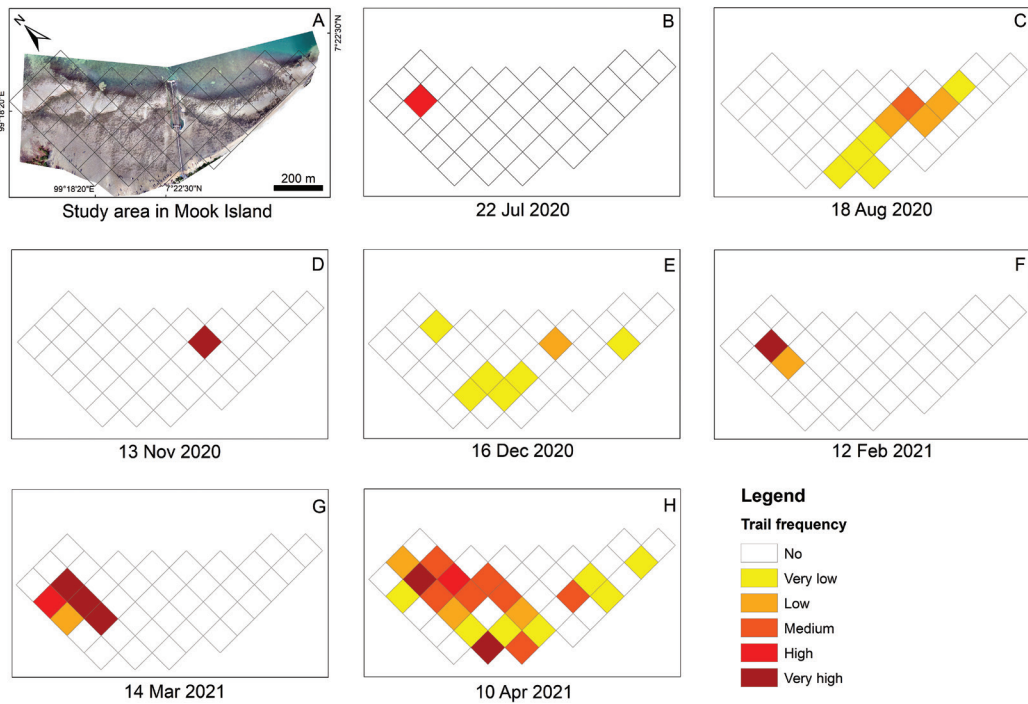 N
A
7°22'30"N
99°18'20"E
99°18'20"E
7°22'30"N
200 m
Study area in Mook Island
B
22 Jul 2020
C
18 Aug 2020
D
13 Nov 2020
E
16 Dec 2020
F
12 Feb 2021
G
14 Mar 2021
H
10 Apr 2021
Legend
Trail frequency
No
Very low
Low
Medium
High
Very high